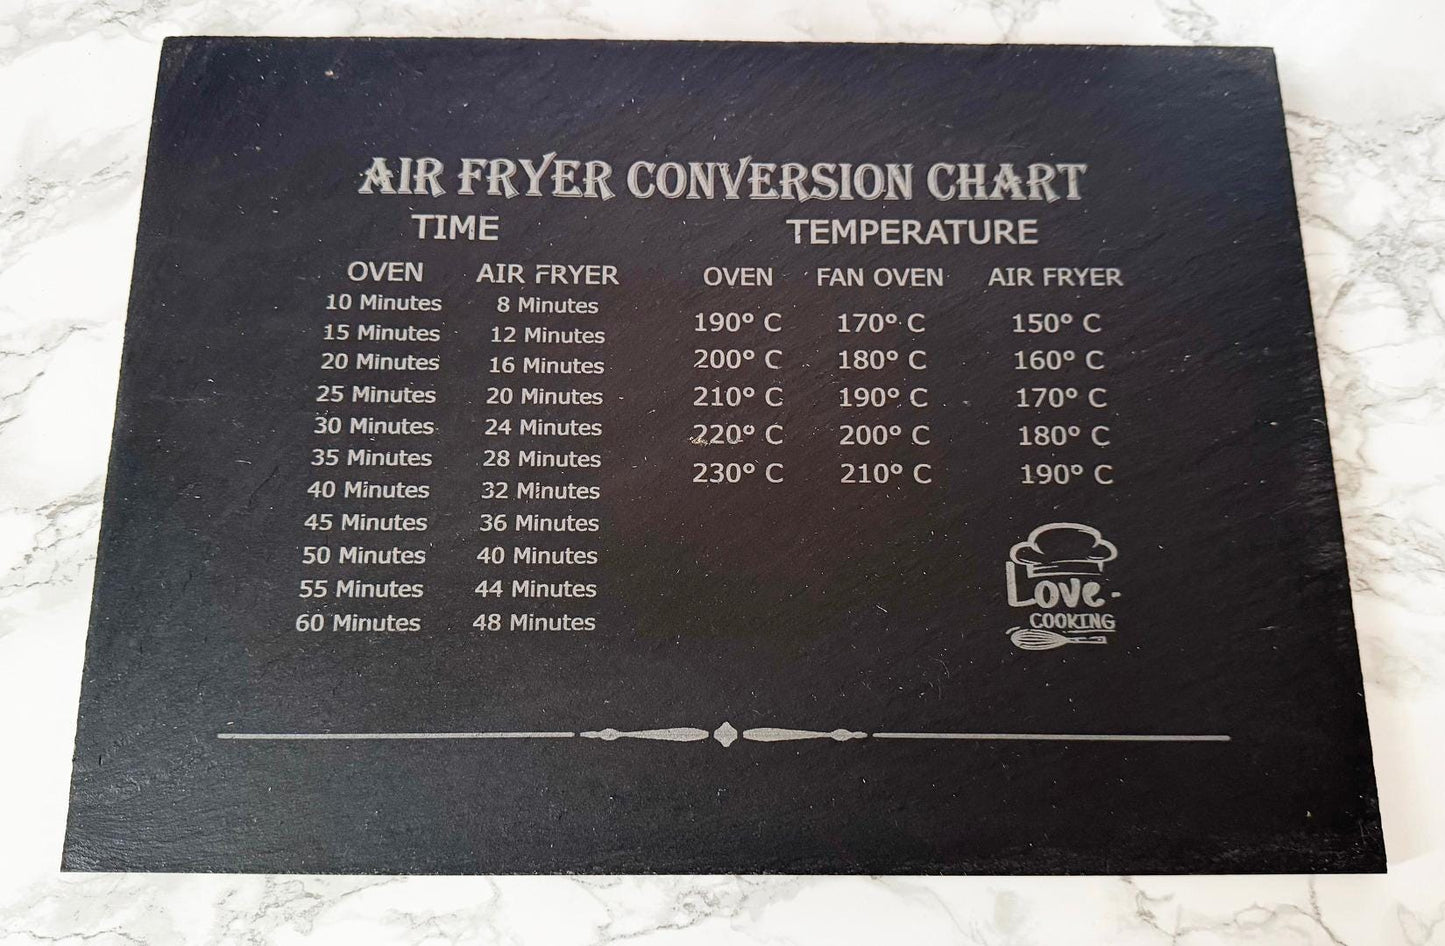 AIR FRYER CONVERSION CHART
TIME TEMPERATURE
OVEN AIR FRYER OVEN FAN OVEN AIR FRYER
10 Minutes 8 Minutes
15 Minutes 12 Minutes 190° C 170° C 150° C
20 Minutes 16 Minutes 200° C 180° C 160° C
25 Minutes 20 Minutes 210° C 190° C 170° C
30 Minutes 24 Minutes 220° C 200° C 180° C
35 Minutes 28 Minutes 230° C 210° C 190° C
40 Minutes 32 Minutes
45 Minutes 36 Minutes
50 Minutes 40 Minutes
55 Minutes 44 Minutes
60 Minutes 48 Minutes
Love
COOKING